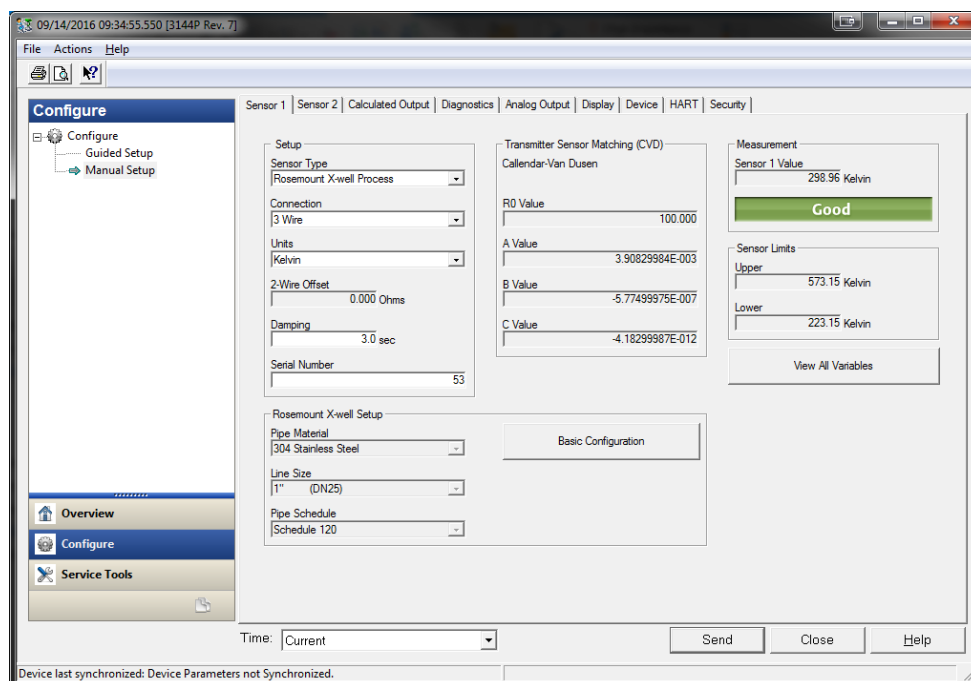 09/14/2016 09:34:55.550 [3144P Rev. 7]
File Actions Help
Configure
Configure
Guided Setup
Manual Setup
Overview
Configure
Service Tools
Sensor 1 Sensor 2 Calculated Output Diagnostics Analog Output Display Device HART Security
Setup
Sensor Type
Rosemount X-well Process
Connection
3 Wire
Units
Kelvin
2-Wire Offset
0.000 Ohms
Damping
3.0 sec
Serial Number
53
Transmitter Sensor Matching (CVD)
Callendar-Van Dusen
R0 Value
100.000
A Value
3.90829984E-003
B Value
-5.77499975E-007
C Value
-4.18299987E-012
Measurement
Sensor 1 Value
298.96 Kelvin
Good
Sensor Limits
Upper
573.15 Kelvin
Lower
223.15 Kelvin
View All Variables
Rosemount X-well Setup
Pipe Material
304 Stainless Steel
Line Size
1" (DN25)
Pipe Schedule
Schedule 120
Basic Configuration
Time: Current
Send Close Help
Device last synchronized: Device Parameters not Synchronized.